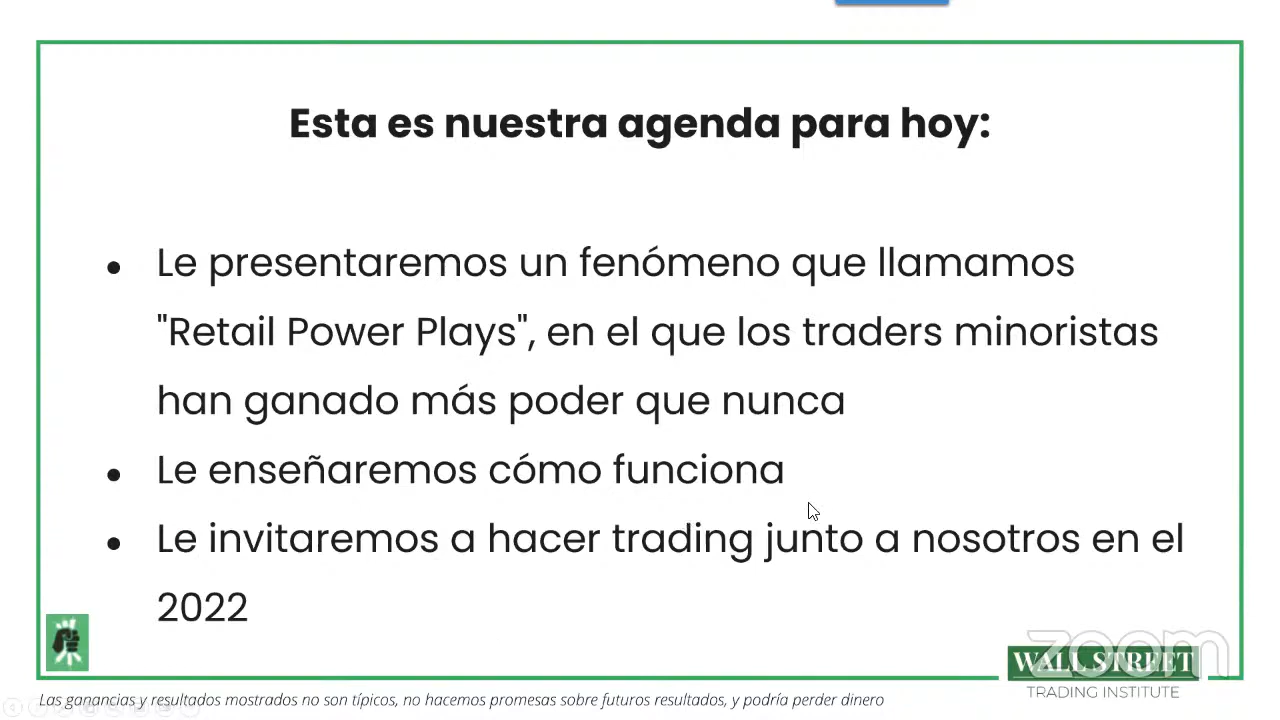 Esta es nuestra agenda para hoy:
● Le presentaremos un fenómeno que llamamos
"Retail Power Plays", en el que los traders minoristas
han ganado más poder que nunca
● Le enseñaremos cómo funciona
● Le invitaremos a hacer trading junto a nosotros en el
2022
zoom
WALL STREET
TRADING INSTITUTE
Las ganancias y resultados mostrados no son típicos, no hacemos promesas sobre futuros resultados, y podría perder dinero